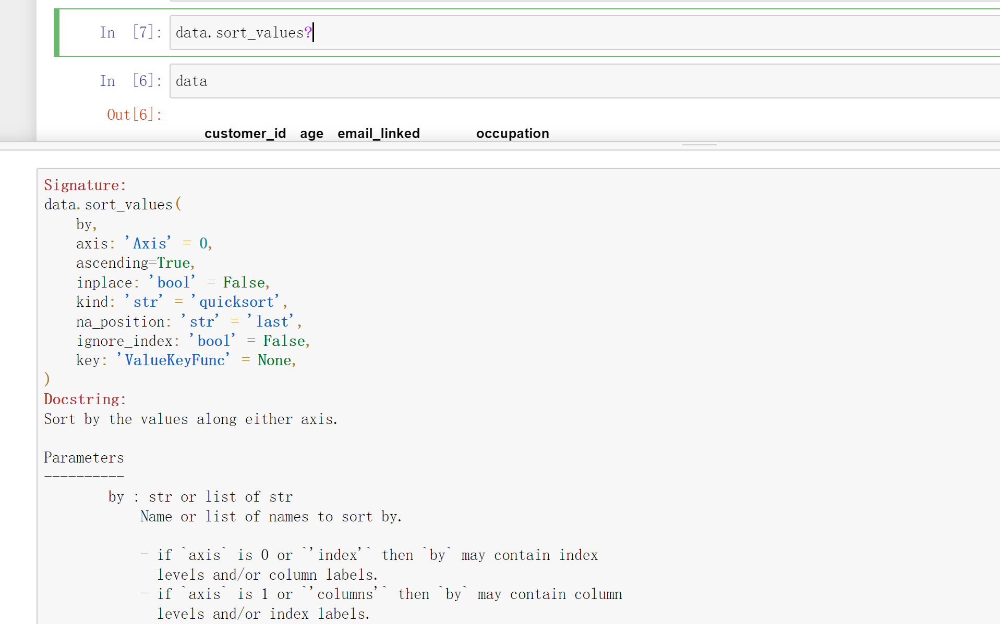 In [7]: data.sort_values?
In [6]: data
Out[6]:
customer_id age email_linked occupation
Signature:
data.sort_values(
    by,
    axis: 'Axis' = 0,
    ascending=True,
    inplace: 'bool' = False,
    kind: 'str' = 'quicksort',
    na_position: 'str' = 'last',
    ignore_index: 'bool' = False,
    key: 'ValueKeyFunc' = None,
)
Docstring:
Sort by the values along either axis.
Parameters
----------
        by : str or list of str
            Name or list of names to sort by.
            - if `axis` is 0 or `'index'` then `by` may contain index
              levels and/or column labels.
            - if `axis` is 1 or `'columns'` then `by` may contain column
              levels and/or index labels.